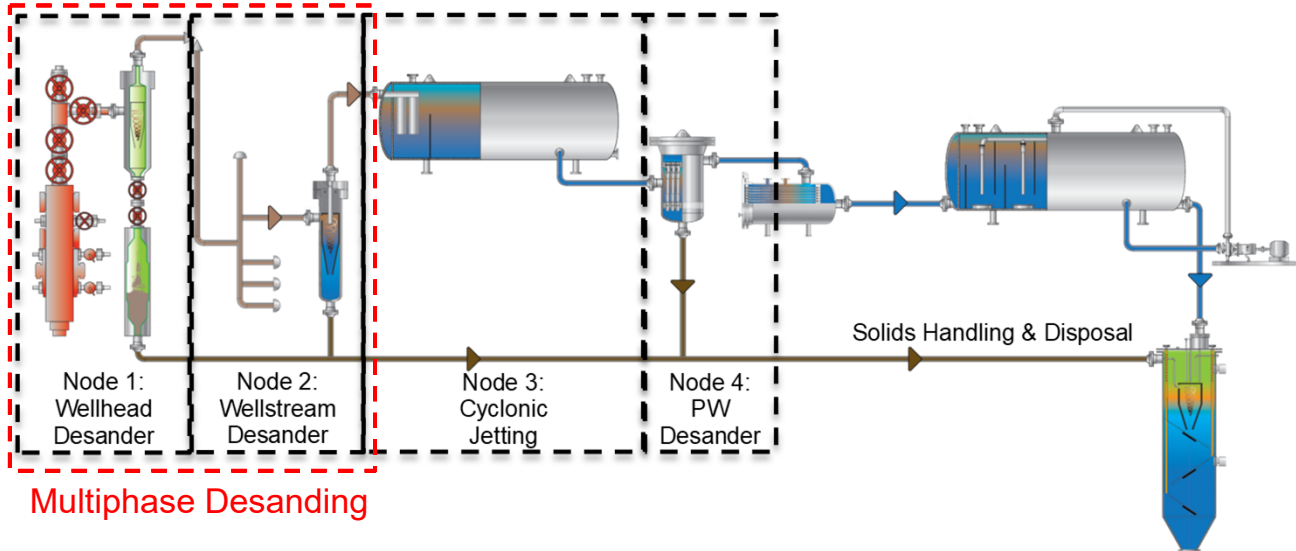 Solids Handling & Disposal
Node 1:
Wellhead
Desander
Node 2:
Wellstream
Desander
Node 3:
Cyclonic
Jetting
Node 4:
PW
Desander
Multiphase Desanding